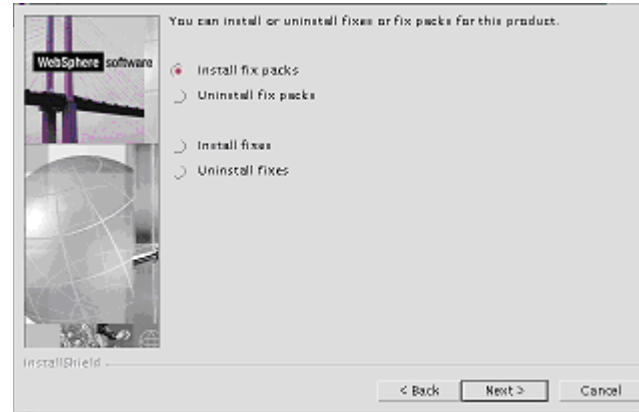 You can install or uninstall fixes or fix packs for this product.
WebSphere software
Install fix packs
Uninstall fix packs
Install fixes
Uninstall fixes
InstallShield
< Back
Next >
Cancel